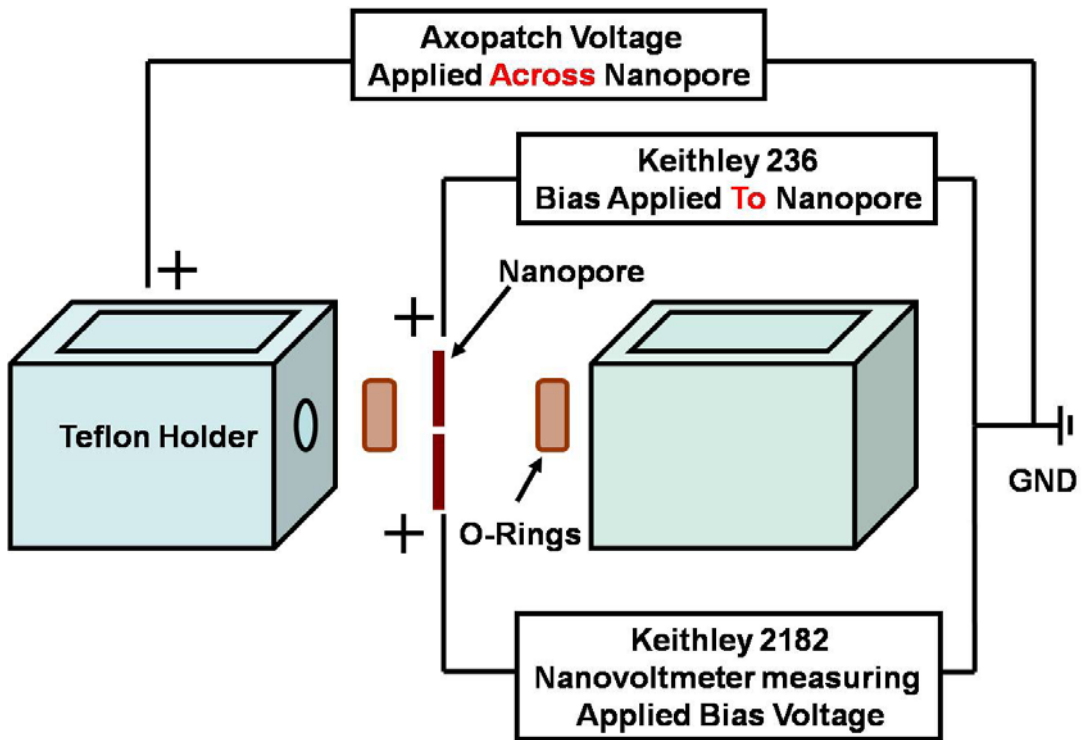 Axopatch Voltage
Applied Across Nanopore
Keithley 236
Bias Applied To Nanopore
+
Nanopore
+
Teflon Holder
GND
+
O-Rings
Keithley 2182
Nanovoltmeter measuring
Applied Bias Voltage